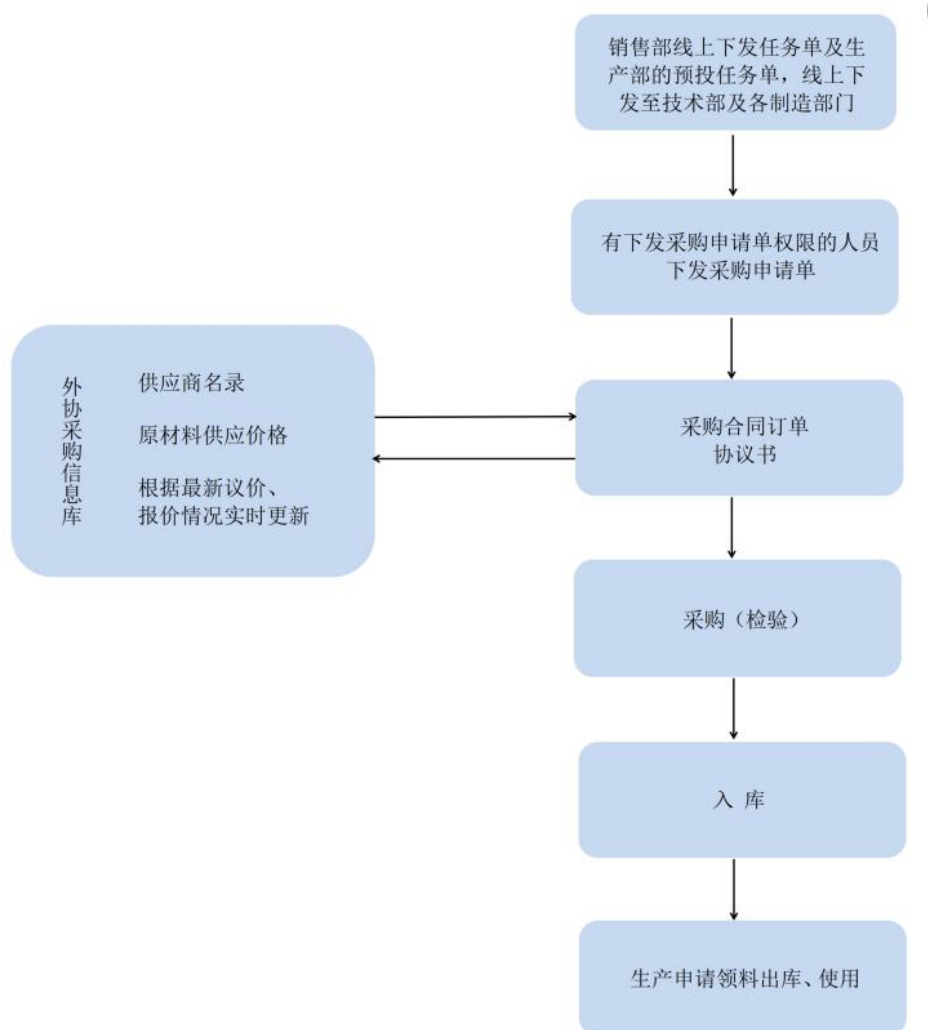 销售部线上下发任务单及生
产部的预投任务单，线上下
发至技术部及各制造部门
有下发采购申请单权限的人员
下发采购申请单
外协采购信息库
供应商名录
原材料供应价格
根据最新议价、
报价情况实时更新
采购合同订单
协议书
采购（检验）
入 库
生产申请领料出库、使用